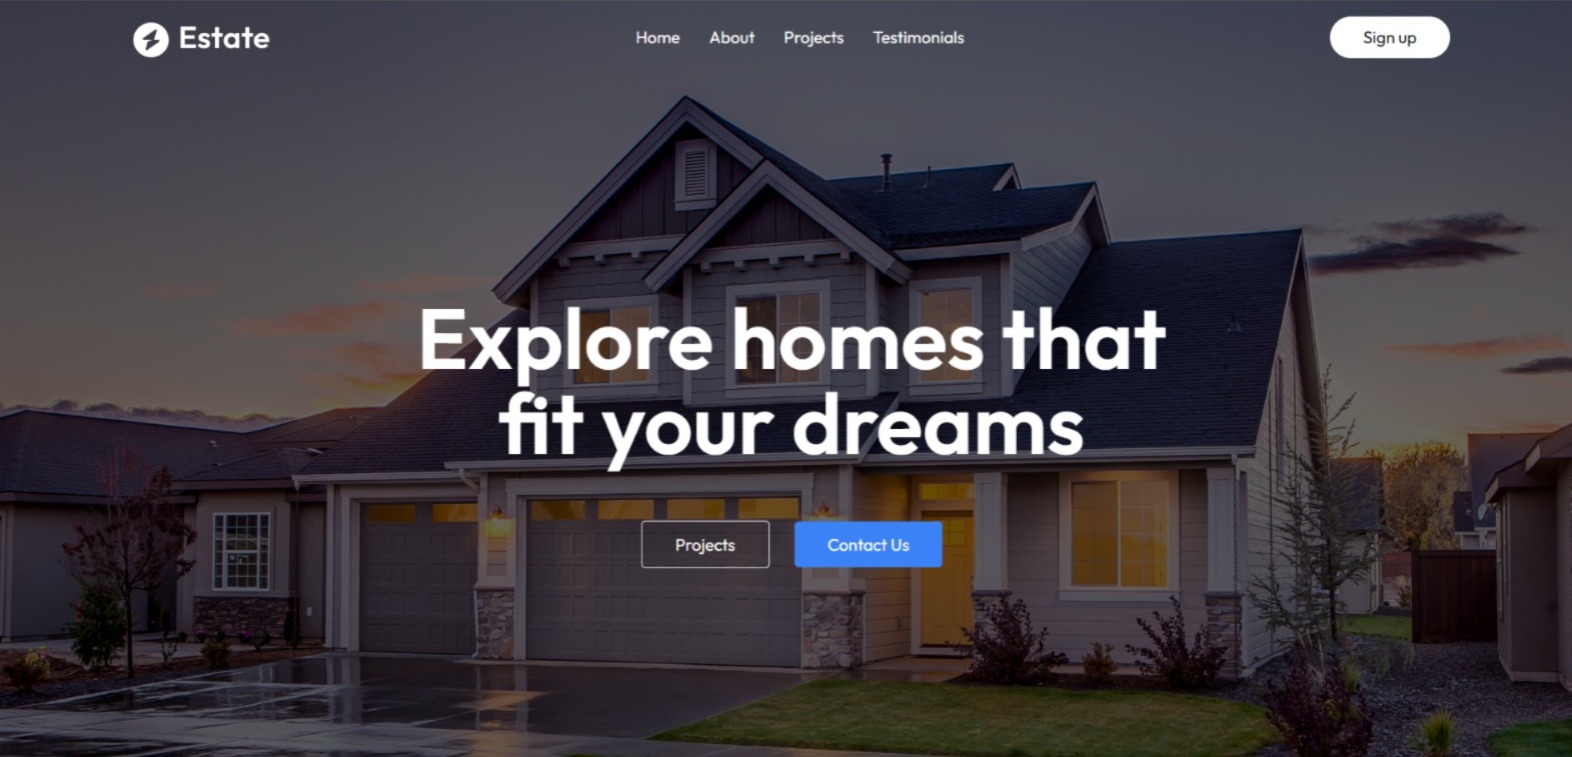 Estate
Home About Projects Testimonials
Sign up
Explore homes that
fit your dreams
Projects
Contact Us